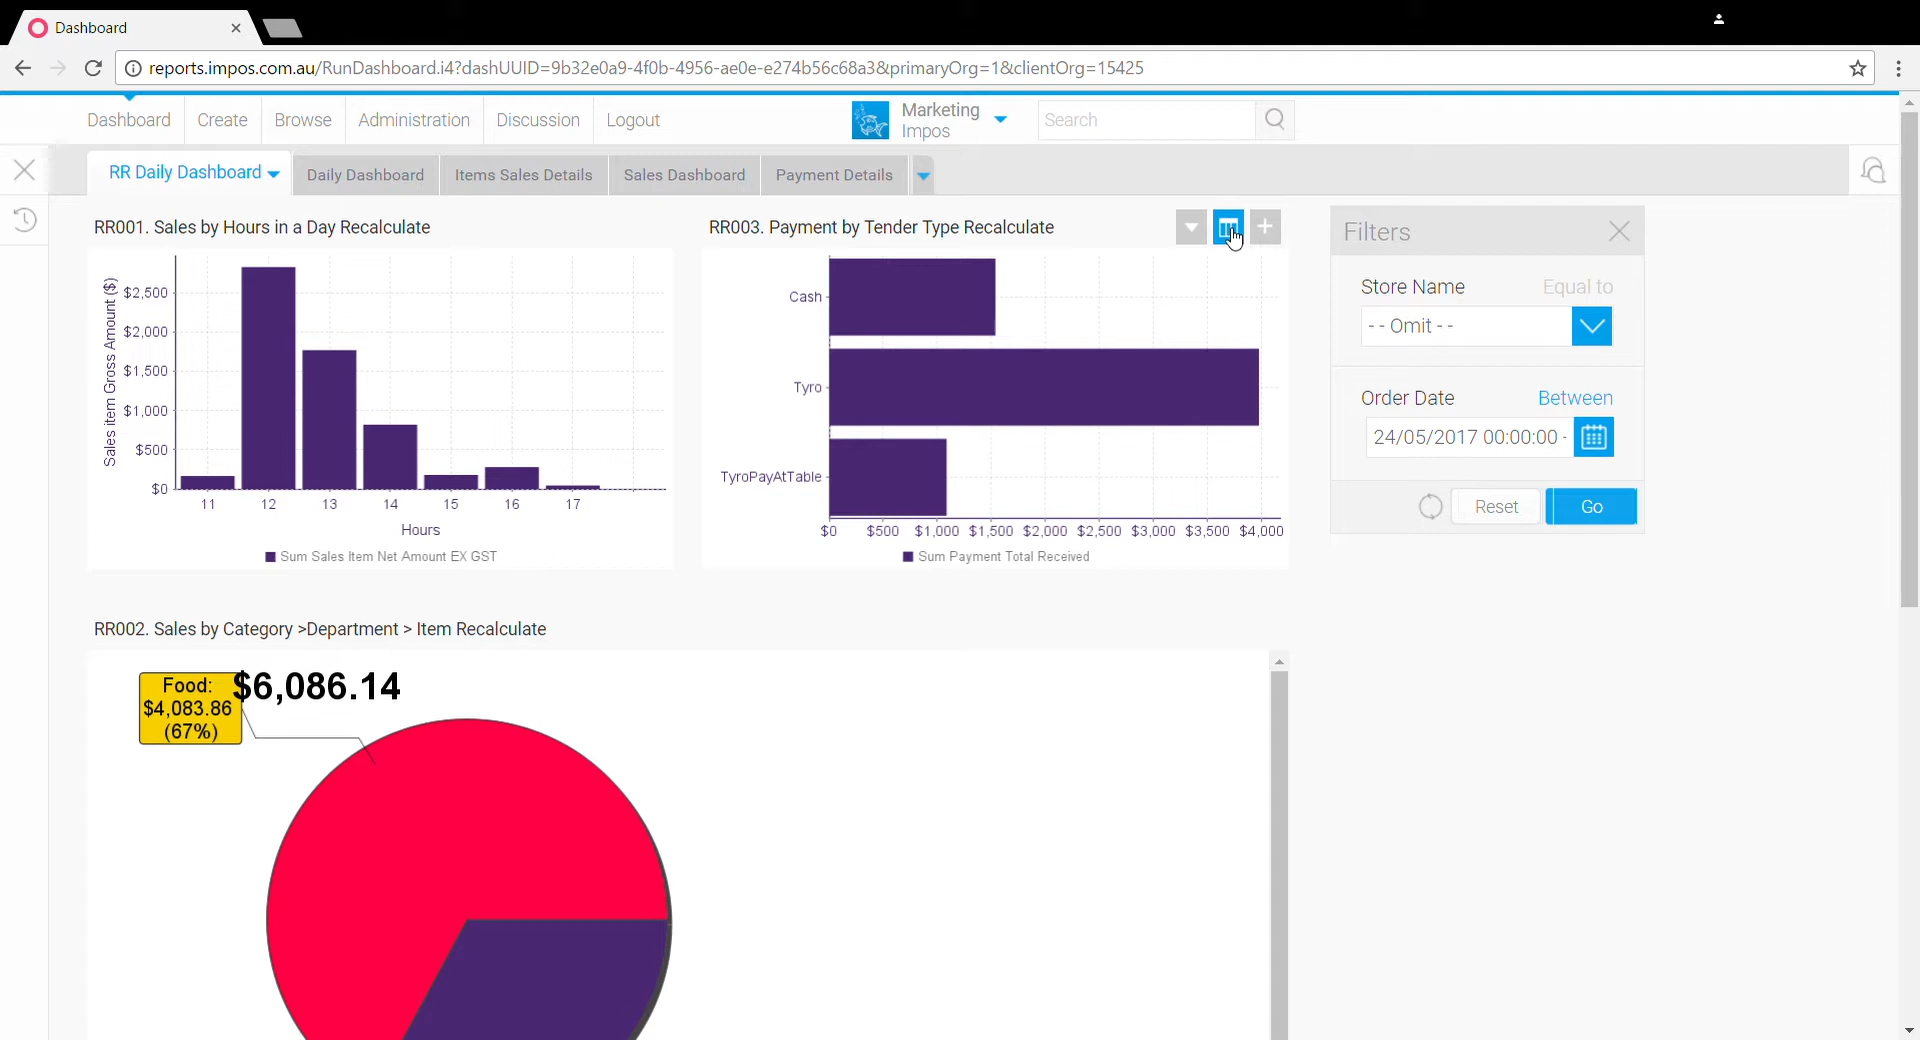 Dashboard
reports.impos.com.au/RunDashboard.i4?dashUUID=9b32e0a9-4f0b-4956-ae0e-e274b56c68a3&primaryOrg=1&clientOrg=15425
Dashboard
Create
Browse
Administration
Discussion
Logout
Marketing
Impos
Search
RR Daily Dashboard
Daily Dashboard
Items Sales Details
Sales Dashboard
Payment Details
RR001. Sales by Hours in a Day Recalculate
Sales item Gross Amount ($)
$2,500
$2,000
$1,500
$1,000
$500
$0
11 12 13 14 15 16 17
Hours
Sum Sales Item Net Amount EX GST
RR003. Payment by Tender Type Recalculate
Cash
Tyro
TyroPayAtTable
$0 $500 $1,000 $1,500 $2,000 $2,500 $3,000 $3,500 $4,000
Sum Payment Total Received
Filters
Store Name Equal to
- - Omit - -
Order Date Between
24/05/2017 00:00:00 -
Reset
Go
RR002. Sales by Category >Department > Item Recalculate
$6,086.14
Food:
$4,083.86
(67%)